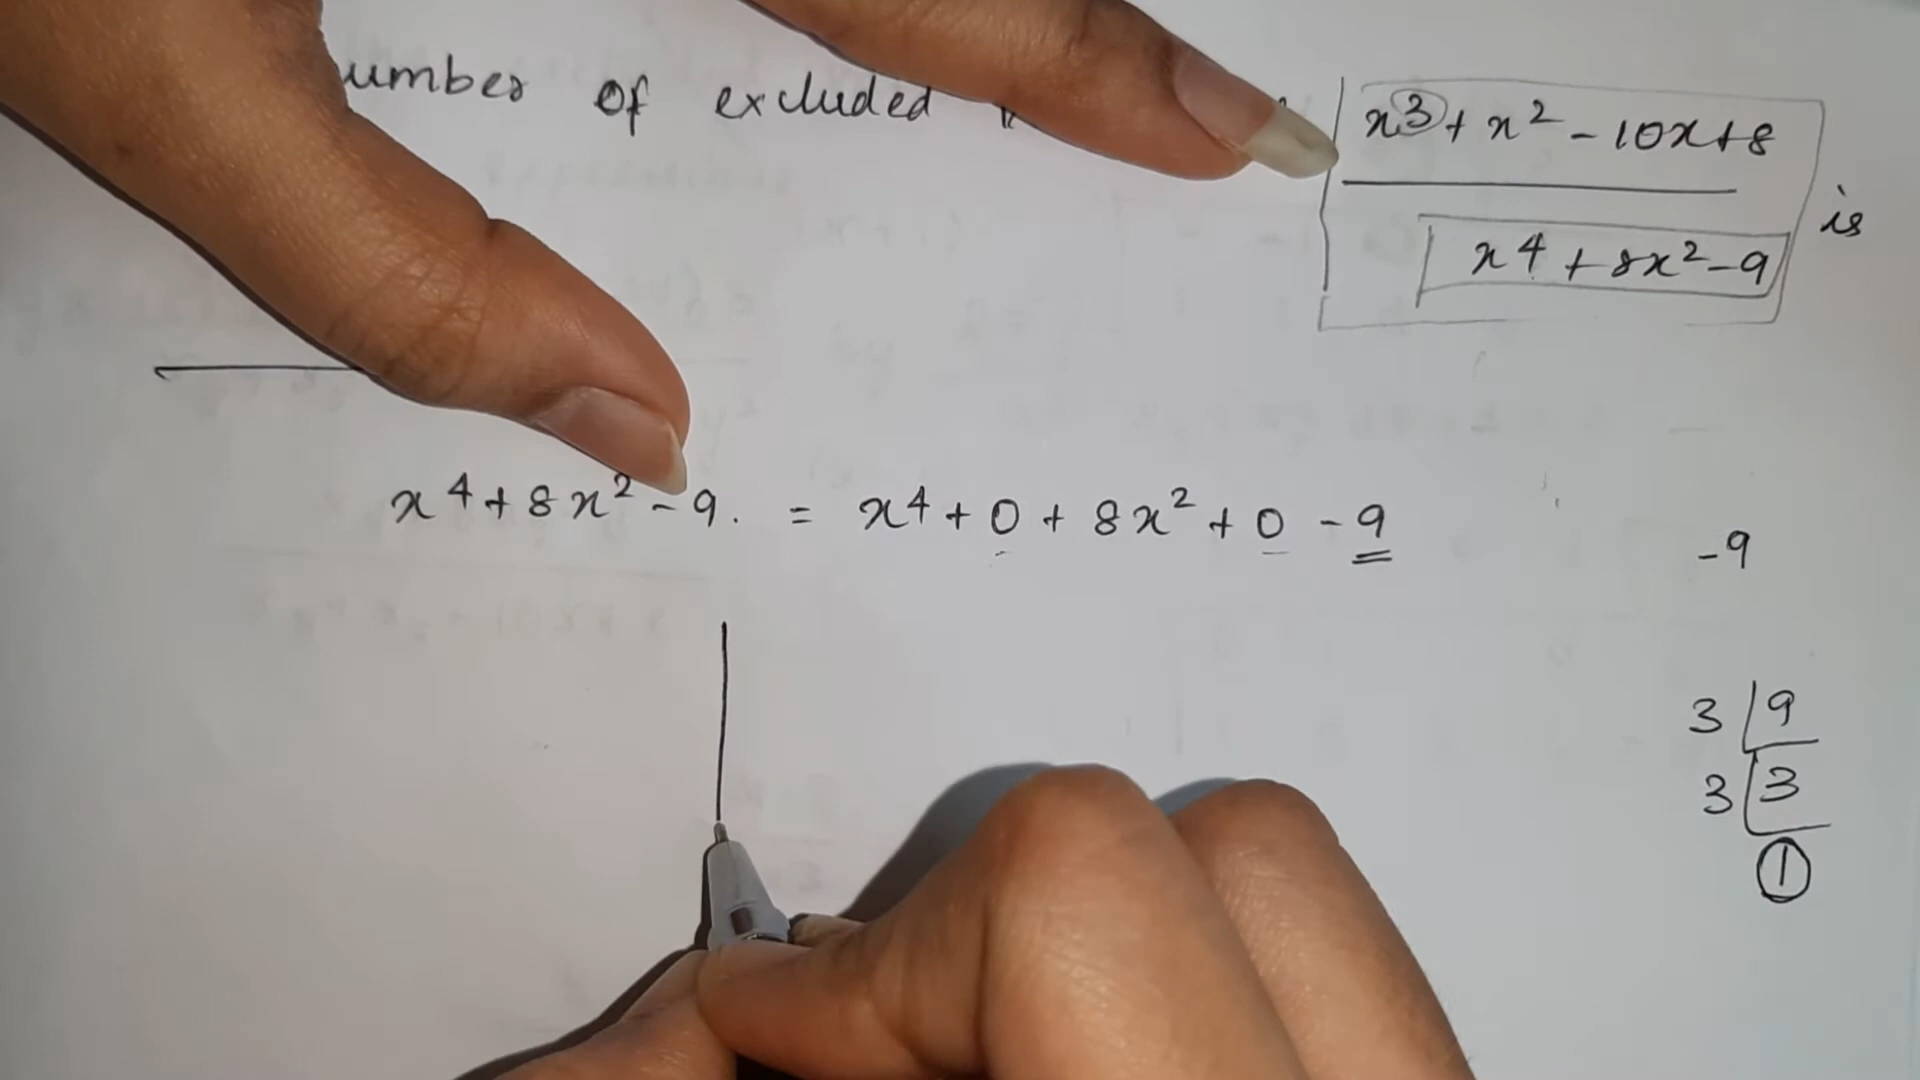 umber of excluded x³ + x² - 10x + 8
is
x⁴ + 8x² - 9
x⁴ + 8x² - 9. = x⁴ + 0 + 8x² + 0 - 9
-9
3 | 9
3 | 3
1